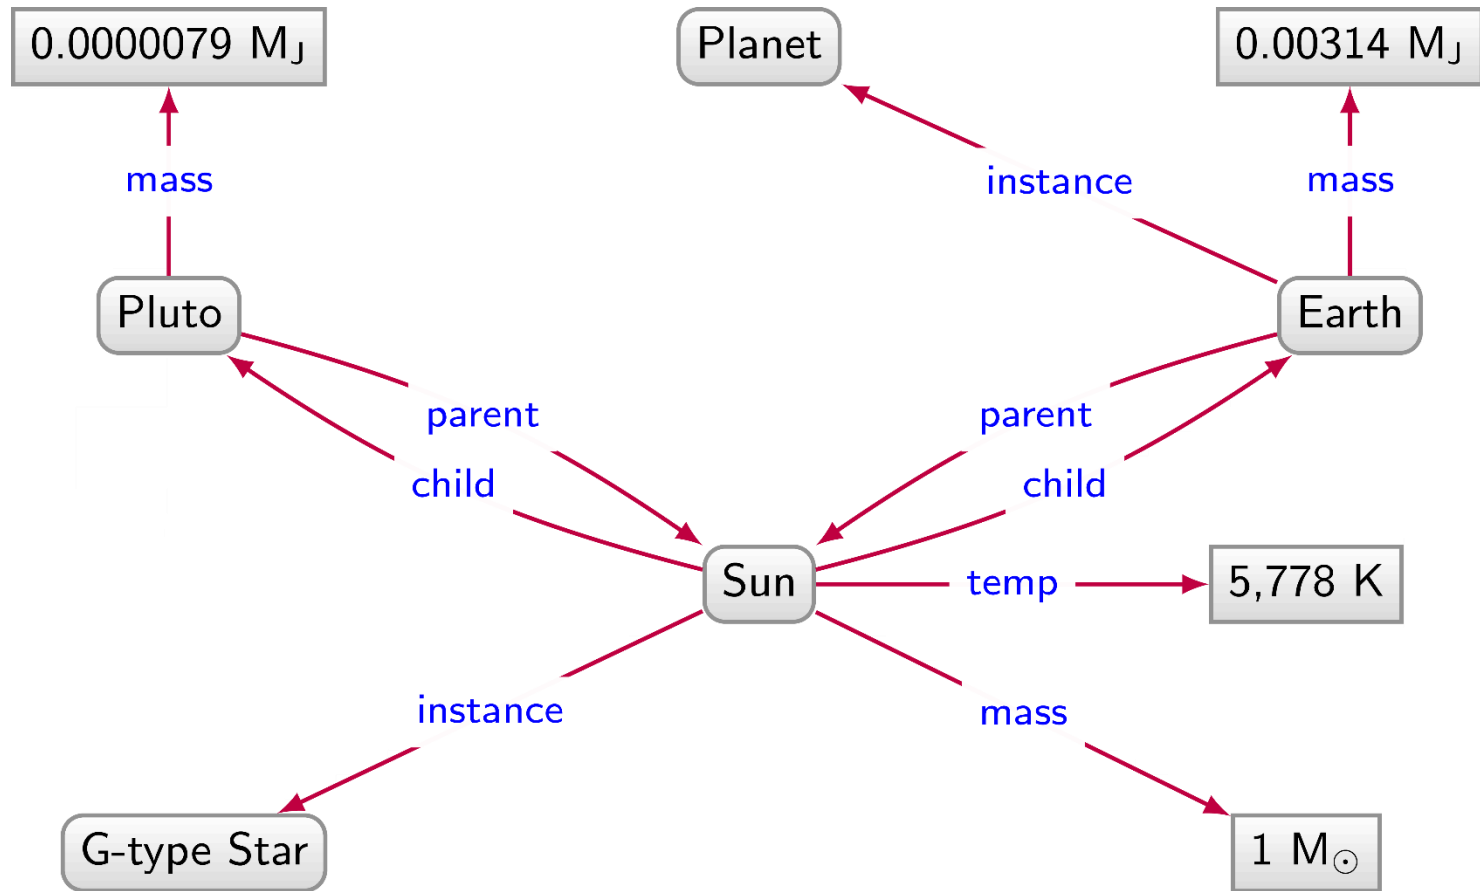 0.0000079 MJ
Planet
0.00314 MJ
mass
instance
mass
Pluto
Earth
parent
parent
child
child
Sun
temp
5,778 K
instance
mass
G-type Star
1 M☉